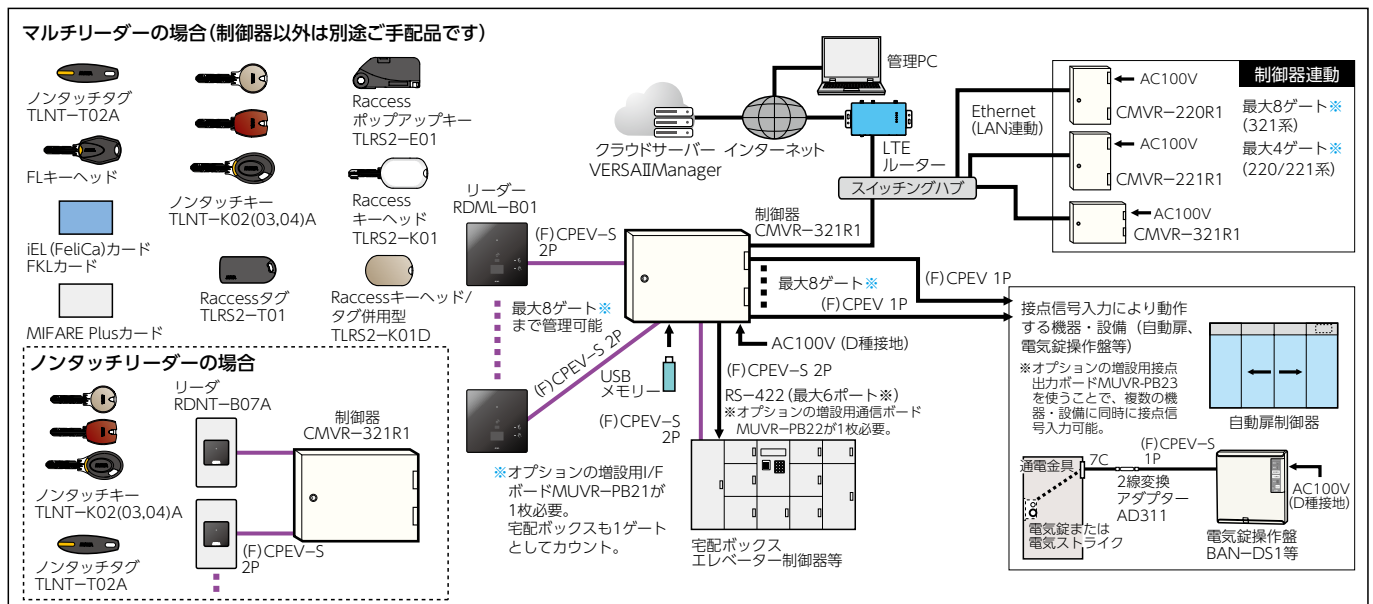 マルチリーダーの場合(制御器以外は別途ご手配品です)
ノンタッチタグ
TLNT−T02A
FLキーヘッド
iEL(FeliCa)カード
FKLカード
MIFARE Plusカード
ノンタッチキー
TLNT−K02(03,04)A
Raccessタグ
TLRS2−T01
Raccess
ポップアップキー
TLRS2−E01
Raccess
キーヘッド
TLRS2−K01
Raccessキーヘッド/
タグ併用型
TLRS2−K01D
クラウドサーバー
VERSAⅡManager
インターネット
管理PC
LTE
ルーター
スイッチングハブ
Ethernet
(LAN連動)
制御器連動
AC100V
CMVR−220R1
AC100V
CMVR−221R1
AC100V
CMVR−321R1
最大8ゲート※
(321系)
最大4ゲート※
(220/221系)
リーダー
RDML−B01
(F)CPEV−S
2P
制御器
CMVR−321R1
最大8ゲート※
まで管理可能
(F)CPEV−S 2P
USB
メモリー
最大8ゲート※
(F)CPEV 1P
(F)CPEV 1P
AC100V(D種接地)
(F)CPEV−S 2P
RS−422(最大6ポート※)
※オプションの増設用通信ボード
MUVR−PB22が1枚必要。
(F)CPEV−S
2P
※オプションの増設用I/F
ボードMUVR−PB21が
1枚必要。
宅配ボックスも1ゲート
としてカウント。
宅配ボックス
エレベーター制御器等
接点信号入力により動作
する機器・設備(自動扉、
電気錠操作盤等)
※オプションの増設用接点
出力ボードMUVR-PB23
を使うことで、複数の機
器・設備に同時に接点信
号入力可能。
自動扉制御器
通電金具
7C
2線変換
アダプター
AD311
(F)CPEV−S
1P
AC100V
(D種接地)
電気錠または
電気ストライク
電気錠操作盤
BAN−DS1等
ノンタッチリーダーの場合
ノンタッチキー
TLNT−K02(03,04)A
ノンタッチタグ
TLNT−T02A
リーダ
RDNT−B07A
制御器
CMVR−321R1
(F)CPEV−S
2P